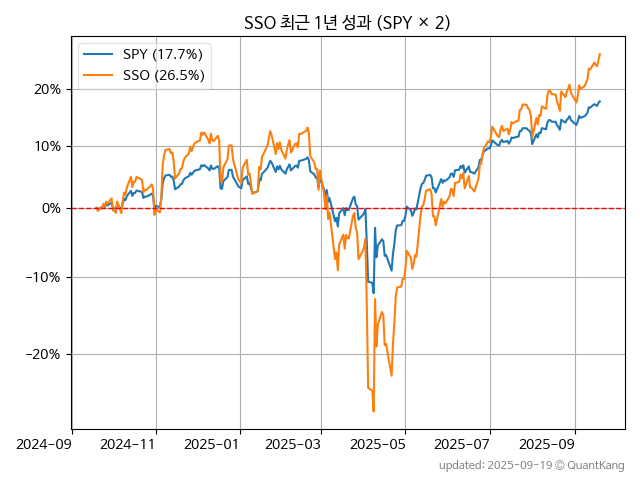 SSO 최근 1년 성과 (SPY × 2)
SPY (17.7%)
SSO (26.5%)
20%
10%
0%
−10%
−20%
2024-09 2024-11 2025-01 2025-03 2025-05 2025-07 2025-09
updated: 2025-09-19 © QuantKang